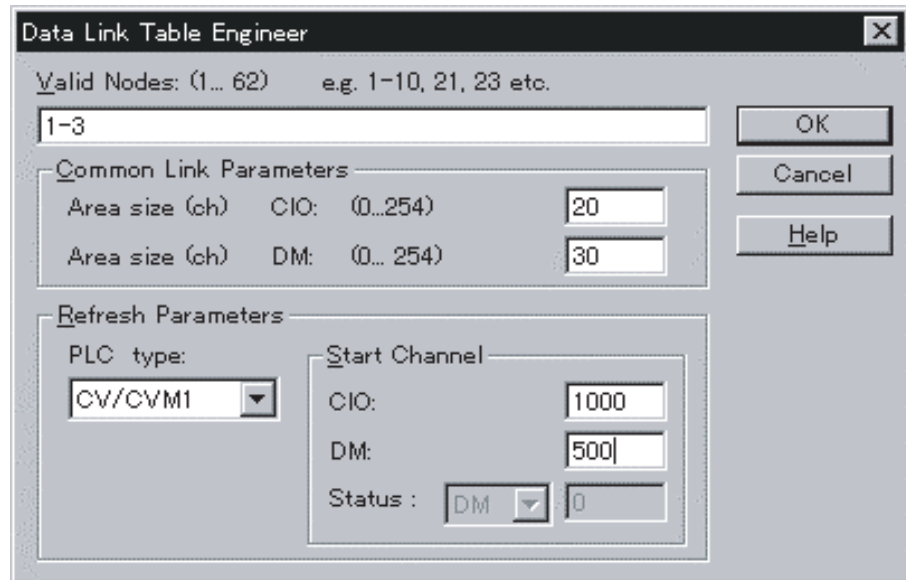 Data Link Table Engineer
Valid Nodes: (1... 62) e.g. 1-10, 21, 23 etc.
1-3
OK
Common Link Parameters
Cancel
Area size (ch) CIO: (0...254) 20
Help
Area size (ch) DM: (0... 254) 30
Refresh Parameters
PLC type:
CV/CVM1
Start Channel
CIO: 1000
DM: 500
Status : DM 0